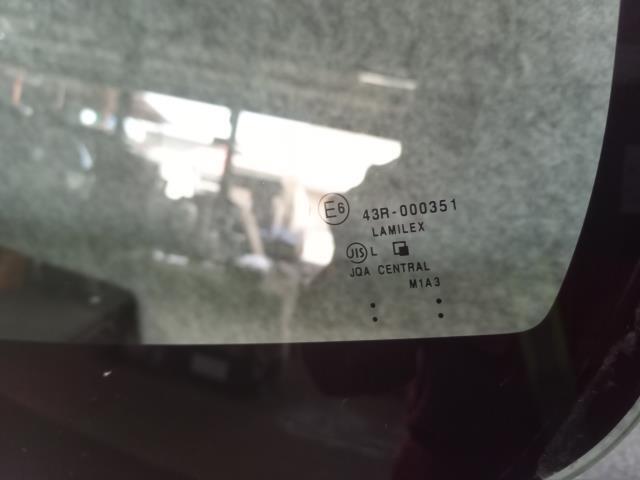 E6 43R-000351
LAMILEX
JIS L
JQA CENTRAL
M1A3